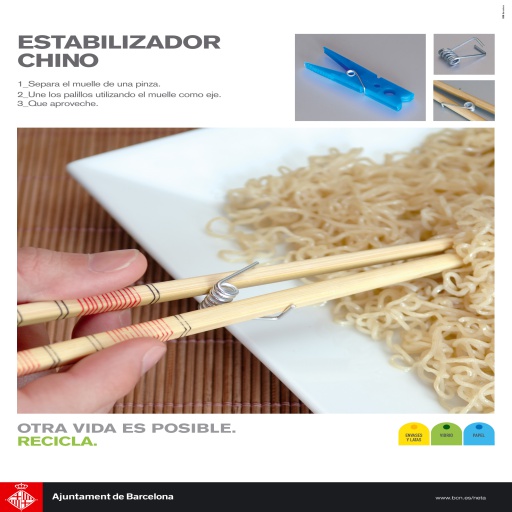 ESTABILIZADOR
CHINO
1_Separa el muelle de una pinza.
2_Une los palillos utilizando el muelle como eje.
3_Que aproveche.
OTRA VIDA ES POSIBLE.
RECICLA.
ENVASES
Y LATAS
VIDRIO
PAPEL
Ajuntament de Barcelona
www.bcn.es/neta